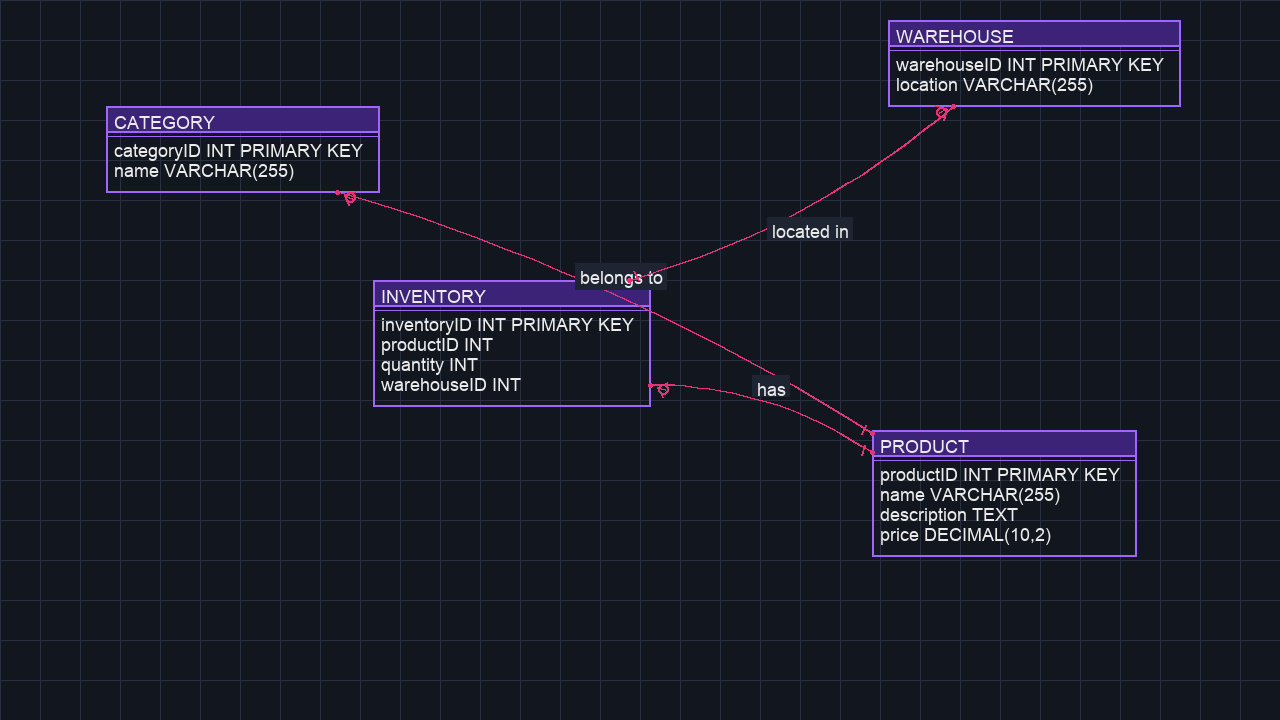 WAREHOUSE
warehouseID INT PRIMARY KEY
location VARCHAR(255)
CATEGORY
categoryID INT PRIMARY KEY
name VARCHAR(255)
located in
belongs to
INVENTORY
inventoryID INT PRIMARY KEY
productID INT
quantity INT
warehouseID INT
has
PRODUCT
productID INT PRIMARY KEY
name VARCHAR(255)
description TEXT
price DECIMAL(10,2)